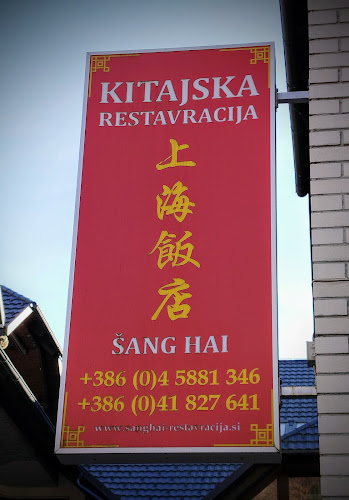 KITAJSKA
RESTAVRACIJA
上
海
飯
店
ŠANG HAI
+386 (0)4 5881 346
+386 (0)41 827 641
www.sanghai-restavracija.si